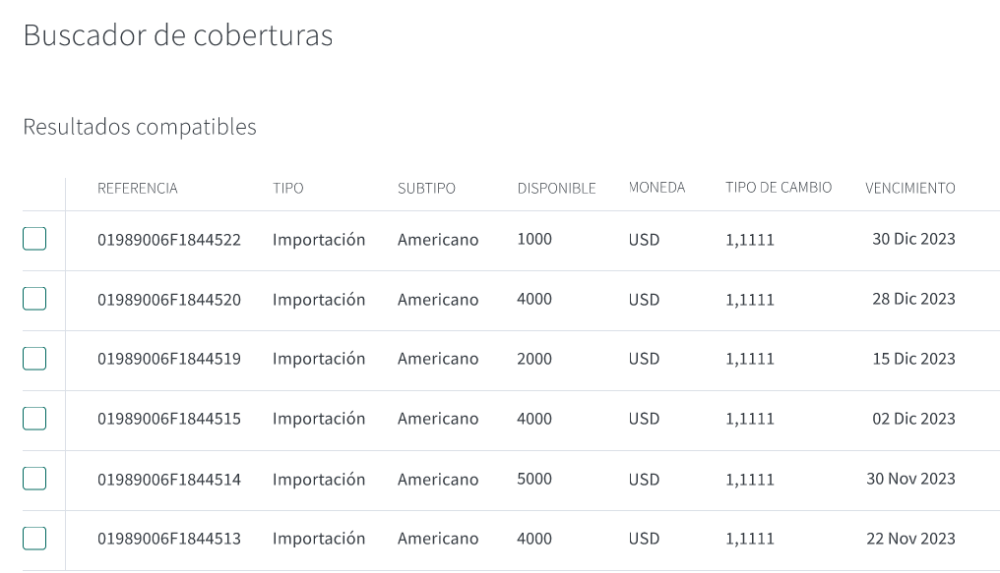 Buscador de coberturas
Resultados compatibles
REFERENCIA TIPO SUBTIPO DISPONIBLE MONEDA TIPO DE CAMBIO VENCIMIENTO
01989006F1844522 Importación Americano 1000 USD 1,1111 30 Dic 2023
01989006F1844520 Importación Americano 4000 USD 1,1111 28 Dic 2023
01989006F1844519 Importación Americano 2000 USD 1,1111 15 Dic 2023
01989006F1844515 Importación Americano 4000 USD 1,1111 02 Dic 2023
01989006F1844514 Importación Americano 5000 USD 1,1111 30 Nov 2023
01989006F1844513 Importación Americano 4000 USD 1,1111 22 Nov 2023